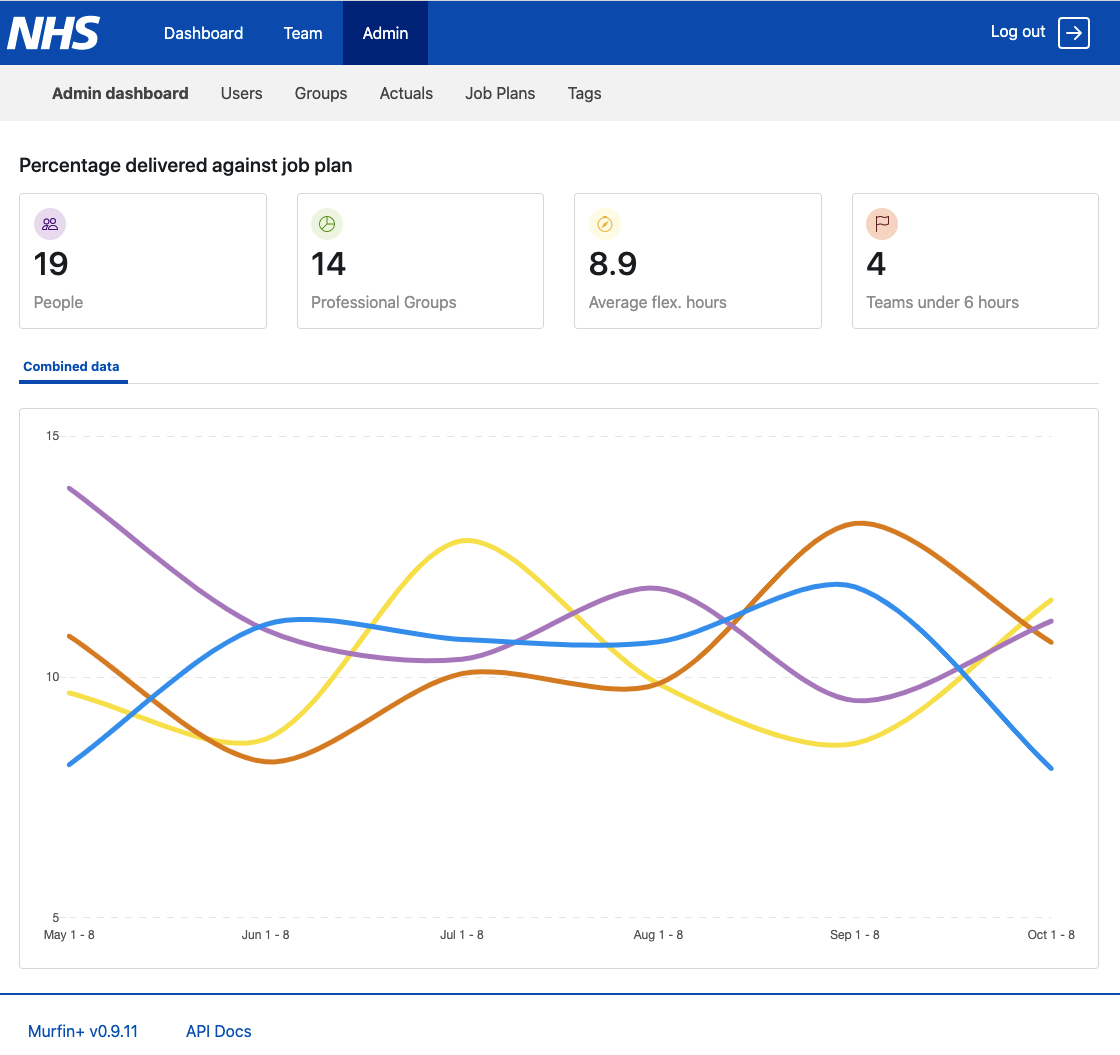 NHS Dashboard Team Admin Log out
Admin dashboard Users Groups Actuals Job Plans Tags
Percentage delivered against job plan
19
People
14
Professional Groups
8.9
Average flex. hours
4
Teams under 6 hours
Combined data
15
10
5
May 1 - 8 Jun 1 - 8 Jul 1 - 8 Aug 1 - 8 Sep 1 - 8 Oct 1 - 8
Murfin+ v0.9.11 API Docs